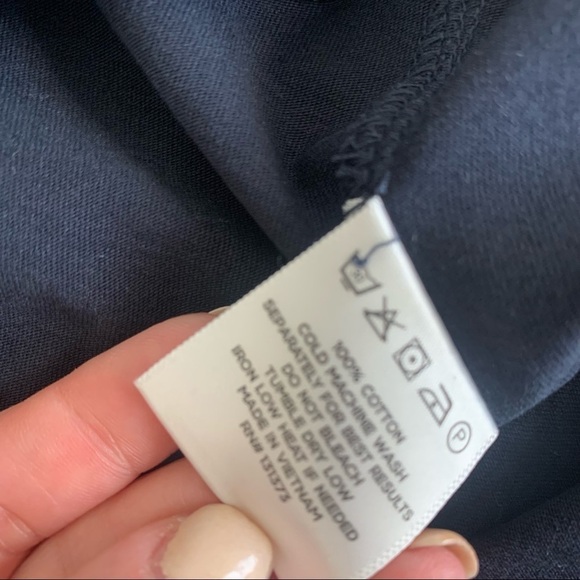 30
P
100% COTTON
COLD MACHINE WASH
SEPARATELY FOR BEST RESULTS
DO NOT BLEACH
TUMBLE DRY LOW
IRON LOW HEAT IF NEEDED
MADE IN VIETNAM
RN# 131373